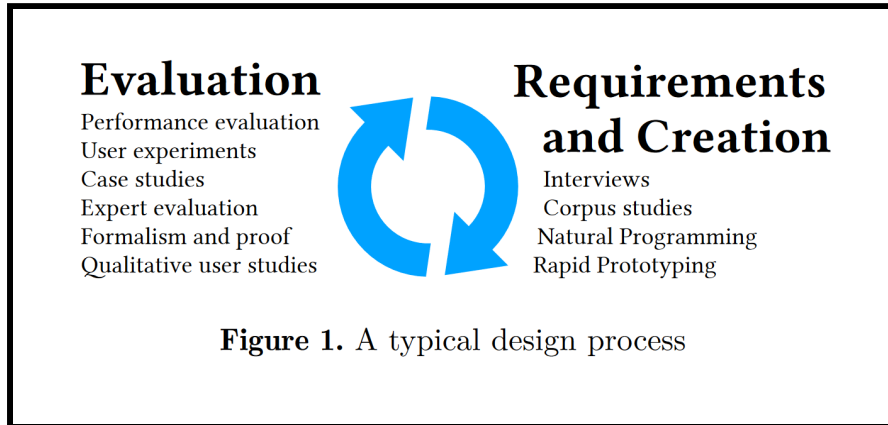 Evaluation
Performance evaluation
User experiments
Case studies
Expert evaluation
Formalism and proof
Qualitative user studies
Requirements
and Creation
Interviews
Corpus studies
Natural Programming
Rapid Prototyping
Figure 1. A typical design process